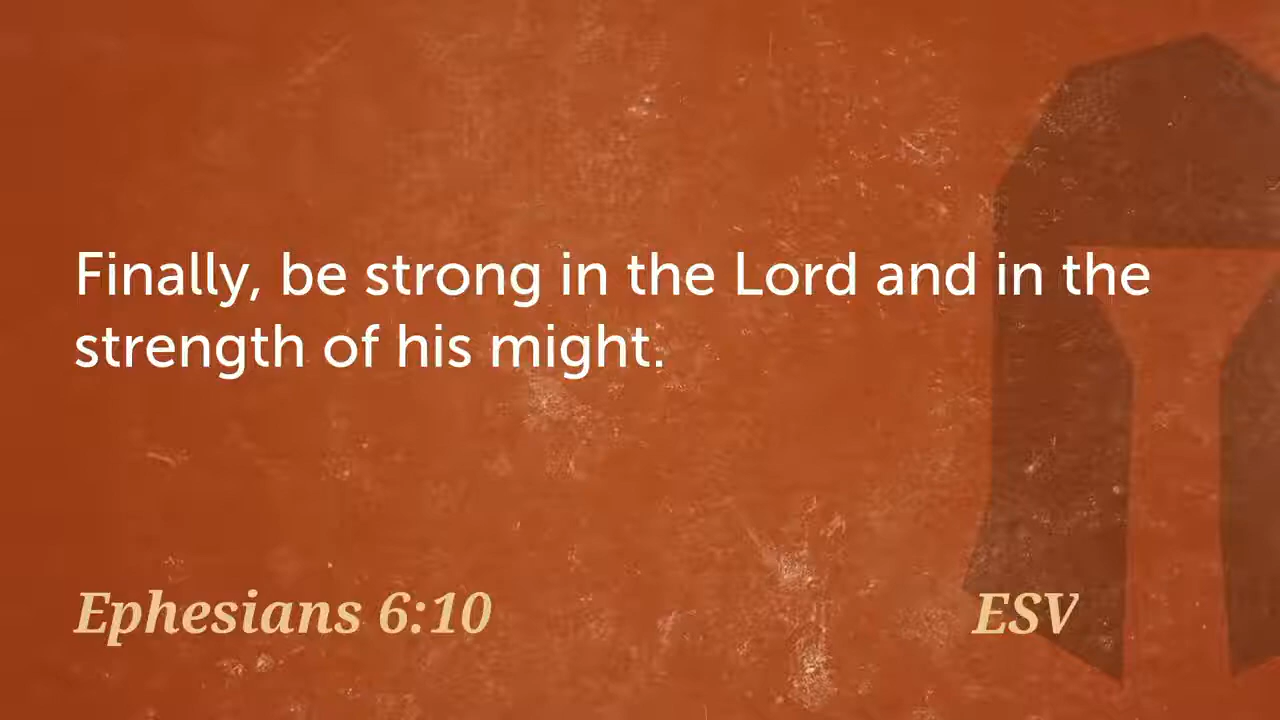 Finally, be strong in the Lord and in the
strength of his might.
Ephesians 6:10 ESV